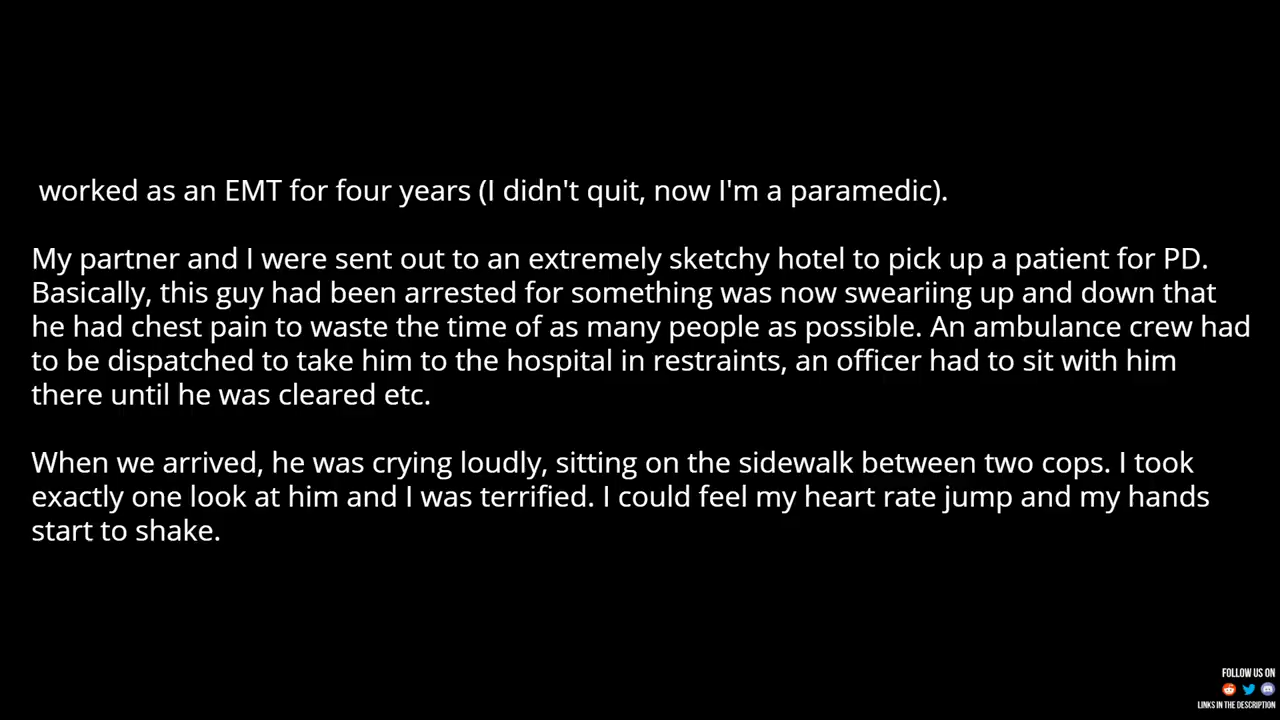 worked as an EMT for four years (I didn't quit, now I'm a paramedic).
My partner and I were sent out to an extremely sketchy hotel to pick up a patient for PD.
Basically, this guy had been arrested for something was now sweariing up and down that
he had chest pain to waste the time of as many people as possible. An ambulance crew had
to be dispatched to take him to the hospital in restraints, an officer had to sit with him
there until he was cleared etc.
When we arrived, he was crying loudly, sitting on the sidewalk between two cops. I took
exactly one look at him and I was terrified. I could feel my heart rate jump and my hands
start to shake.
FOLLOW US ON
LINKS IN THE DESCRIPTION